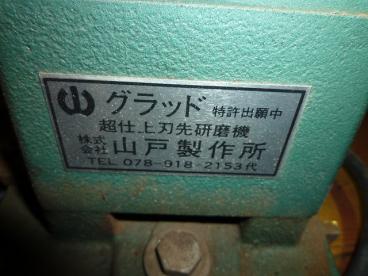 グラッド 特許出願中
超仕上刃先研磨機
株式会社 山戸製作所
TEL 078-918-2153代